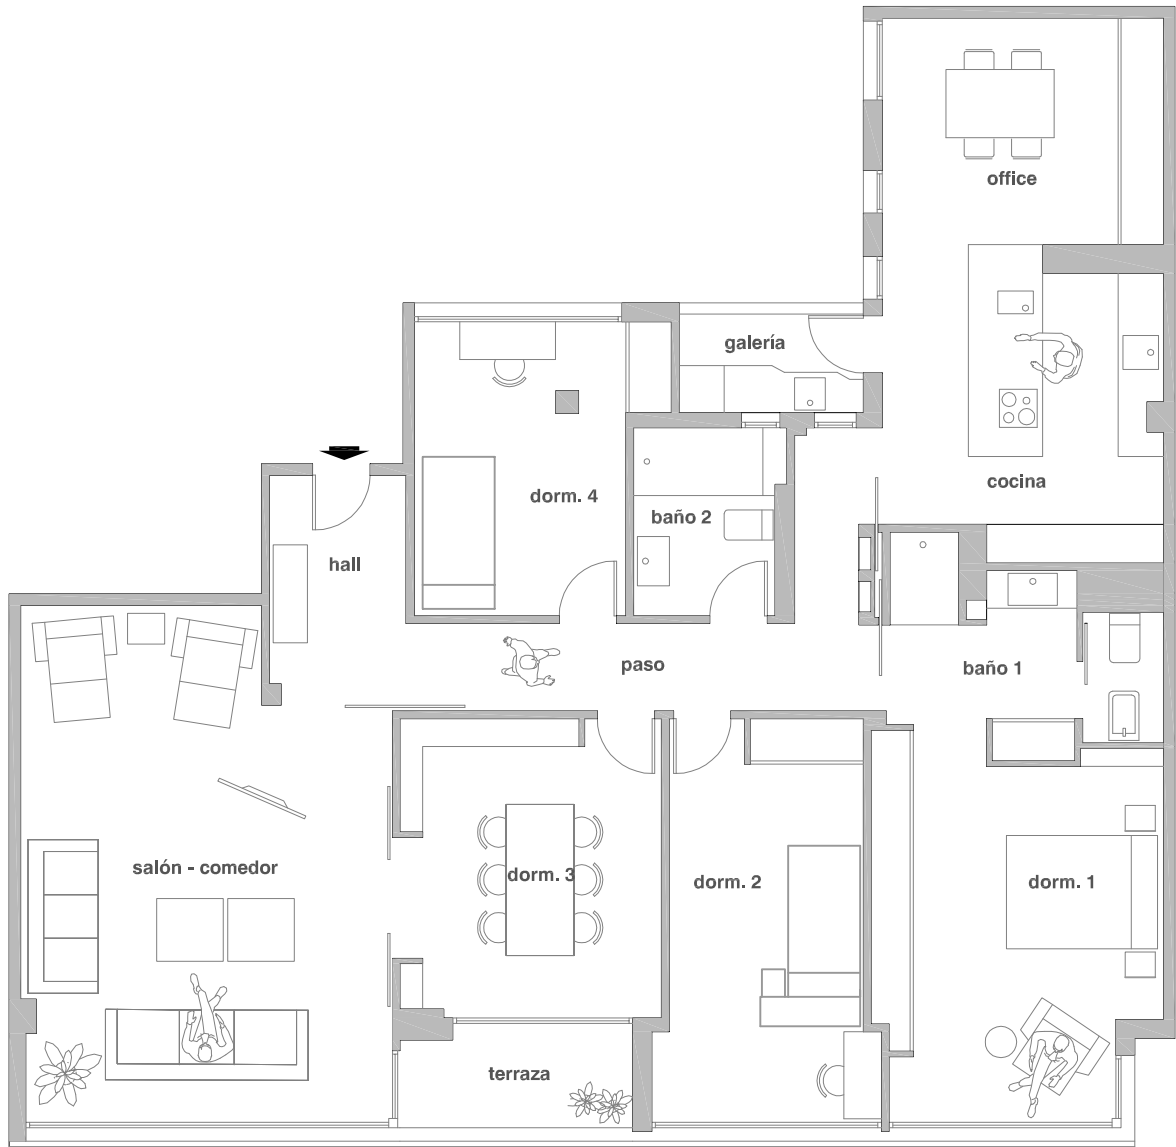 office
galería
cocina
dorm. 4
baño 2
hall
paso
baño 1
salón - comedor
dorm. 3
dorm. 2
dorm. 1
terraza